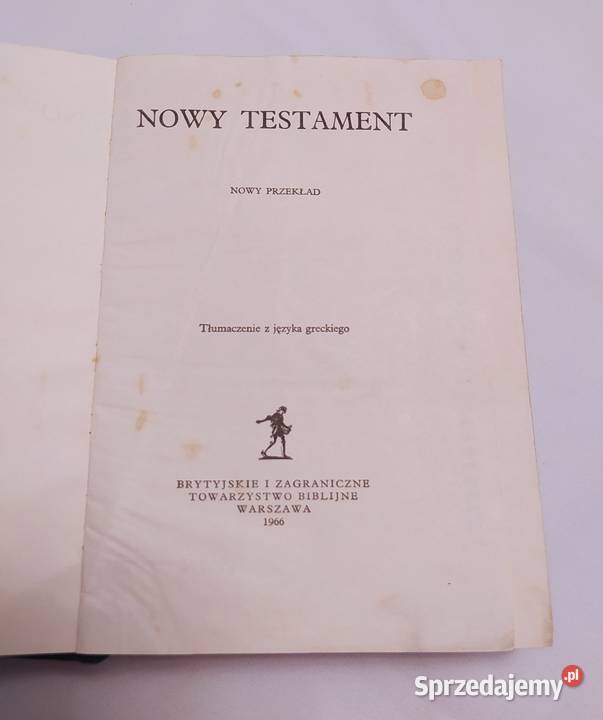 NOWY TESTAMENT
NOWY PRZEKŁAD
Tłumaczenie z języka greckiego
BRYTYJSKIE I ZAGRANICZNE
TOWARZYSTWO BIBLIJNE
WARSZAWA
1966
Sprzedajemy.pl